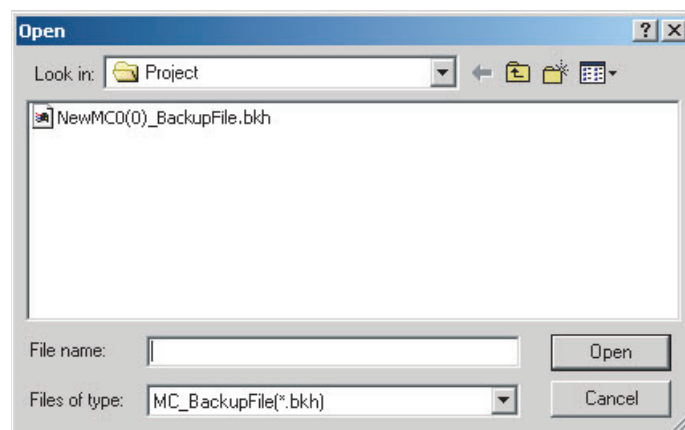 Open
Look in: Project
NewMC0(0)_BackupFile.bkh
File name: Open
Files of type: MC_BackupFile(*.bkh) Cancel